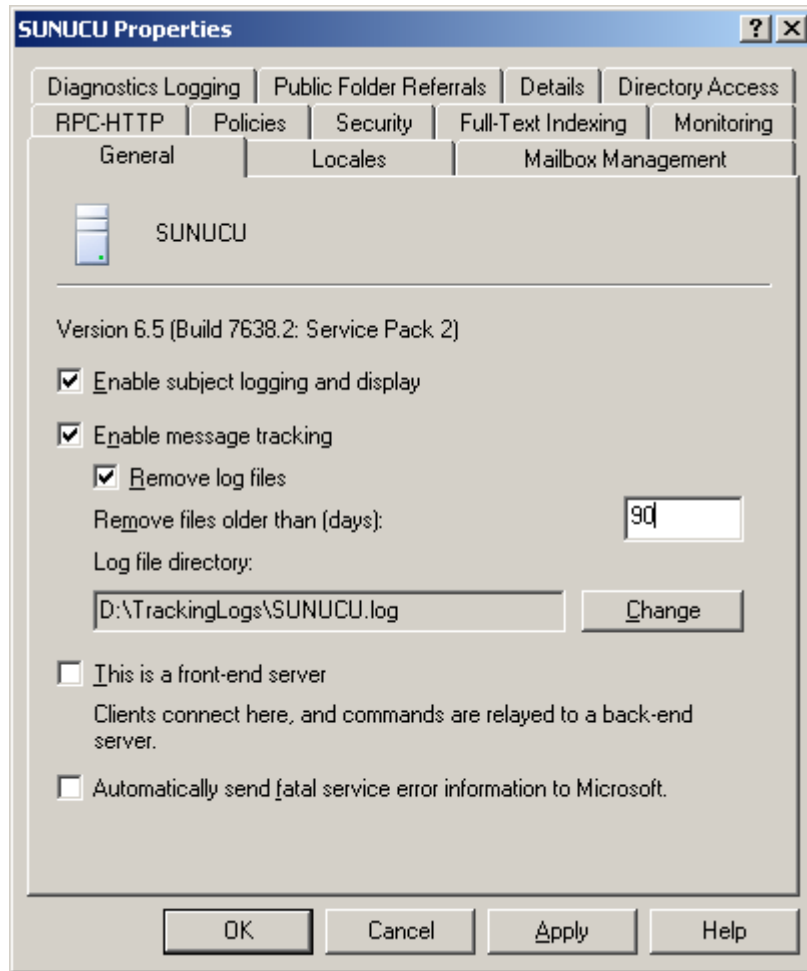 SUNUCU Properties
Diagnostics Logging Public Folder Referrals Details Directory Access
RPC-HTTP Policies Security Full-Text Indexing Monitoring
General Locales Mailbox Management
SUNUCU
Version 6.5 (Build 7638.2: Service Pack 2)
Enable subject logging and display
Enable message tracking
Remove log files
Remove files older than (days): 90
Log file directory:
D:\TrackingLogs\SUNUCU.log Change
This is a front-end server
Clients connect here, and commands are relayed to a back-end
server.
Automatically send fatal service error information to Microsoft.
OK Cancel Apply Help